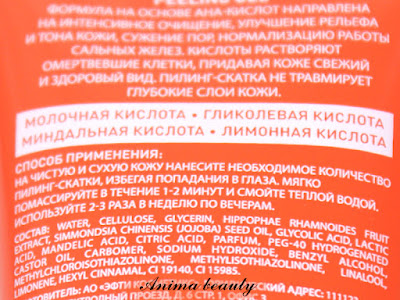 ФОРМУЛА НА ОСНОВЕ АНА-КИСЛОТ НАПРАВЛЕНА
НА ИНТЕНСИВНОЕ ОЧИЩЕНИЕ, УЛУЧШЕНИЕ РЕЛЬЕФА
И ТОНА КОЖИ, СУЖЕНИЕ ПОР, НОРМАЛИЗАЦИЮ РАБОТЫ
САЛЬНЫХ ЖЕЛЕЗ. КИСЛОТЫ РАСТВОРЯЮТ
ОМЕРТВЕВШИЕ КЛЕТКИ, ПРИДАВАЯ КОЖЕ СВЕЖИЙ
И ЗДОРОВЫЙ ВИД. ПИЛИНГ-СКАТКА НЕ ТРАВМИРУЕТ
ГЛУБОКИЕ СЛОИ КОЖИ.
МОЛОЧНАЯ КИСЛОТА • ГЛИКОЛЕВАЯ КИСЛОТА
МИНДАЛЬНАЯ КИСЛОТА • ЛИМОННАЯ КИСЛОТА
СПОСОБ ПРИМЕНЕНИЯ:
НА ЧИСТУЮ И СУХУЮ КОЖУ НАНЕСИТЕ НЕОБХОДИМОЕ КОЛИЧЕСТВО
ПИЛИНГ-СКАТКИ, ИЗБЕГАЯ ПОПАДАНИЯ В ГЛАЗА. МЯГКО
ПОМАССИРУЙТЕ В ТЕЧЕНИЕ 1-2 МИНУТ И СМОЙТЕ ТЕПЛОЙ ВОДОЙ.
ИСПОЛЬЗУЙТЕ 2-3 РАЗА В НЕДЕЛЮ ПО ВЕЧЕРАМ.
СОСТАВ: WATER, CELLULOSE, GLYCERIN, HIPPOPHAE RHAMNOIDES FRUIT
EXTRACT, SIMMONDSIA CHINENSIS (JOJOBA) SEED OIL, GLYCOLIC ACID, LACTIC
ACID, MANDELIC ACID, CITRIC ACID, PARFUM, PEG-40 HYDROGENATED
CASTOR OIL, CARBOMER, SODIUM HYDROXIDE, BENZYL ALCOHOL,
METHYLCHLOROISOTHIAZOLINONE, METHYLISOTHIAZOLINONE, LINALOOL,
LIMONENE, HEXYL CINNAMAL, CI 19140, CI 15985.
Anima beauty